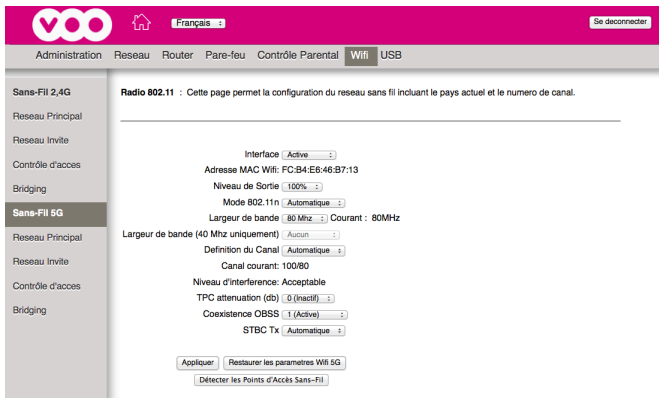 VOO
Français
Se deconnecter
Administration Reseau Router Pare-feu Contrôle Parental Wifi USB
Sans-Fil 2,4G
Reseau Principal
Reseau Invite
Contrôle d'acces
Bridging
Sans-Fil 5G
Reseau Principal
Reseau Invite
Contrôle d'acces
Bridging
Radio 802.11 : Cette page permet la configuration du reseau sans fil incluant le pays actuel et le numero de canal.
Interface Active
Adresse MAC Wifi: FC:B4:E6:46:B7:13
Niveau de Sortie 100%
Mode 802.11n Automatique
Largeur de bande 80 Mhz Courant : 80MHz
Largeur de bande (40 Mhz uniquement) Aucun
Definition du Canal Automatique
Canal courant: 100/80
Niveau d'interference: Acceptable
TPC attenuation (db) 0 (Inactif)
Coexistence OBSS 1 (Active)
STBC Tx Automatique
Appliquer Restaurer les parametres Wifi 5G
Détecter les Points d'Accès Sans-Fil